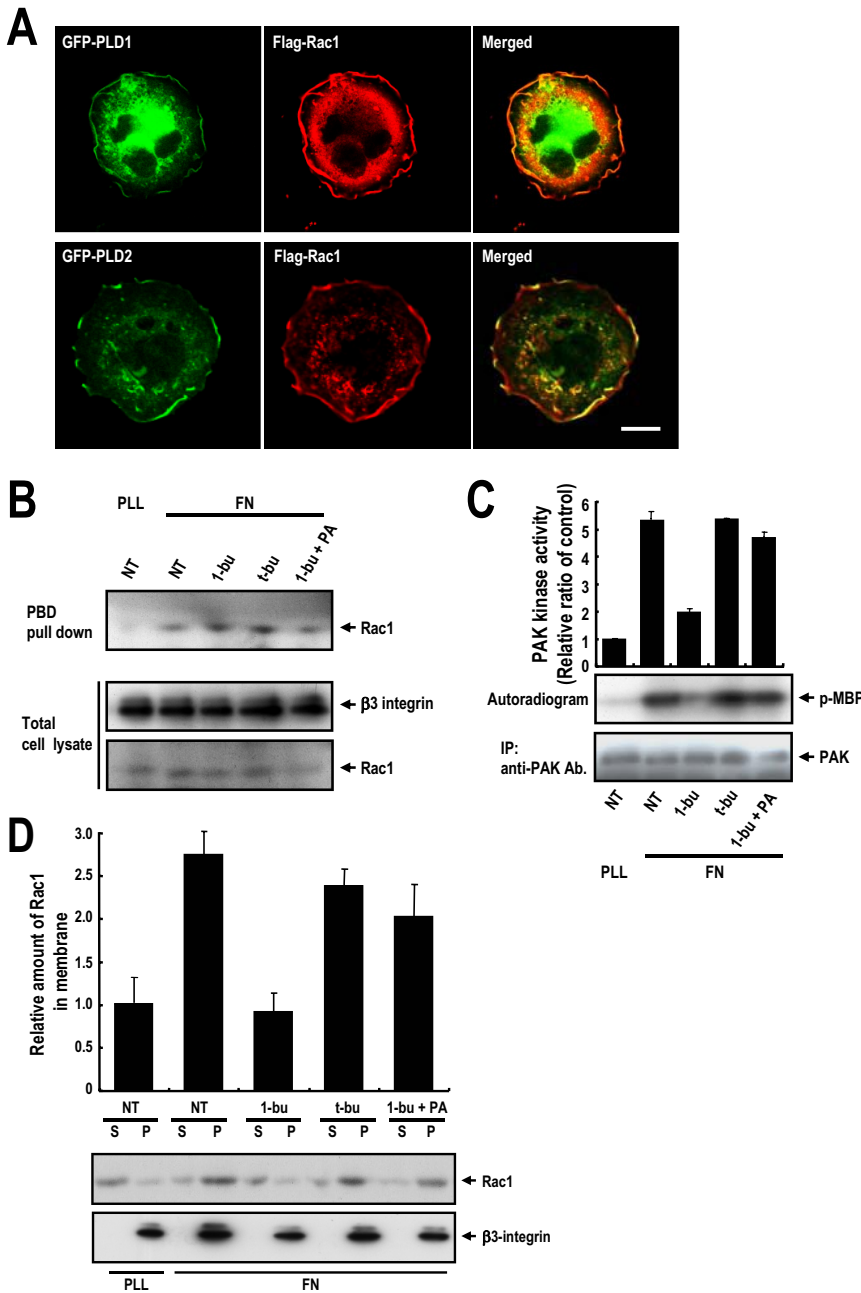 A
GFP-PLD1
Flag-Rac1
Merged
GFP-PLD2
Flag-Rac1
Merged
B
PLL
FN
NT
NT
1-bu
t-bu
1-bu + PA
PBD
pull down
Rac1
Total
cell lysate
β3 integrin
Rac1
C
PAK kinase activity
(Relative ratio of control)
6
5
4
3
2
1
0
Autoradiogram
p-MBP
IP:
anti-PAK Ab.
PAK
NT
NT
1-bu
t-bu
1-bu + PA
PLL
FN
D
Relative amount of Rac1
in membrane
3.0
2.5
2.0
1.5
1.0
0.5
0
NT
NT
1-bu
t-bu
1-bu + PA
S P S P S P S P S P
Rac1
β3-integrin
PLL
FN